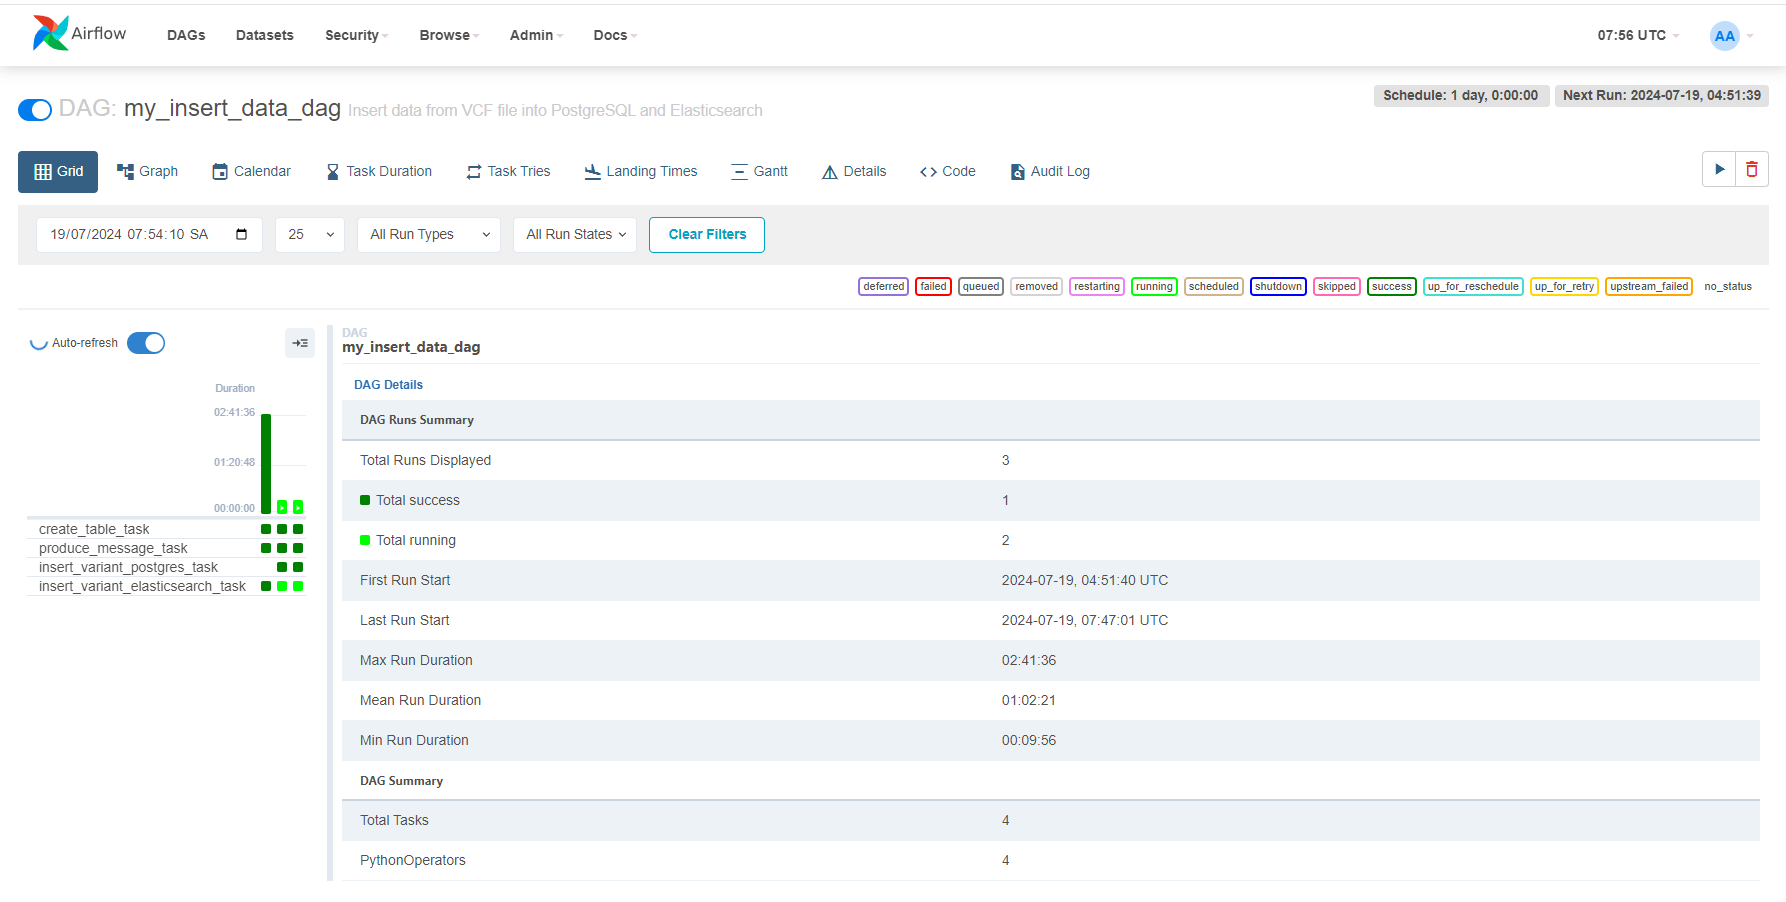 Airflow DAGs Datasets Security Browse Admin Docs 07:56 UTC AA
DAG: my_insert_data_dag Insert data from VCF file into PostgreSQL and Elasticsearch Schedule: 1 day, 0:00:00 Next Run: 2024-07-19, 04:51:39
Grid Graph Calendar Task Duration Task Tries Landing Times Gantt Details Code Audit Log
19/07/2024 07:54:10 SA 25 All Run Types All Run States Clear Filters
deferred failed queued removed restarting running scheduled shutdown skipped success up_for_reschedule up_for_retry upstream_failed no_status
Auto-refresh
Duration
02:41:36
01:20:48
00:00:00
create_table_task
produce_message_task
insert_variant_postgres_task
insert_variant_elasticsearch_task
DAG
my_insert_data_dag
DAG Details
DAG Runs Summary
Total Runs Displayed 3
Total success 1
Total running 2
First Run Start 2024-07-19, 04:51:40 UTC
Last Run Start 2024-07-19, 07:47:01 UTC
Max Run Duration 02:41:36
Mean Run Duration 01:02:21
Min Run Duration 00:09:56
DAG Summary
Total Tasks 4
PythonOperators 4